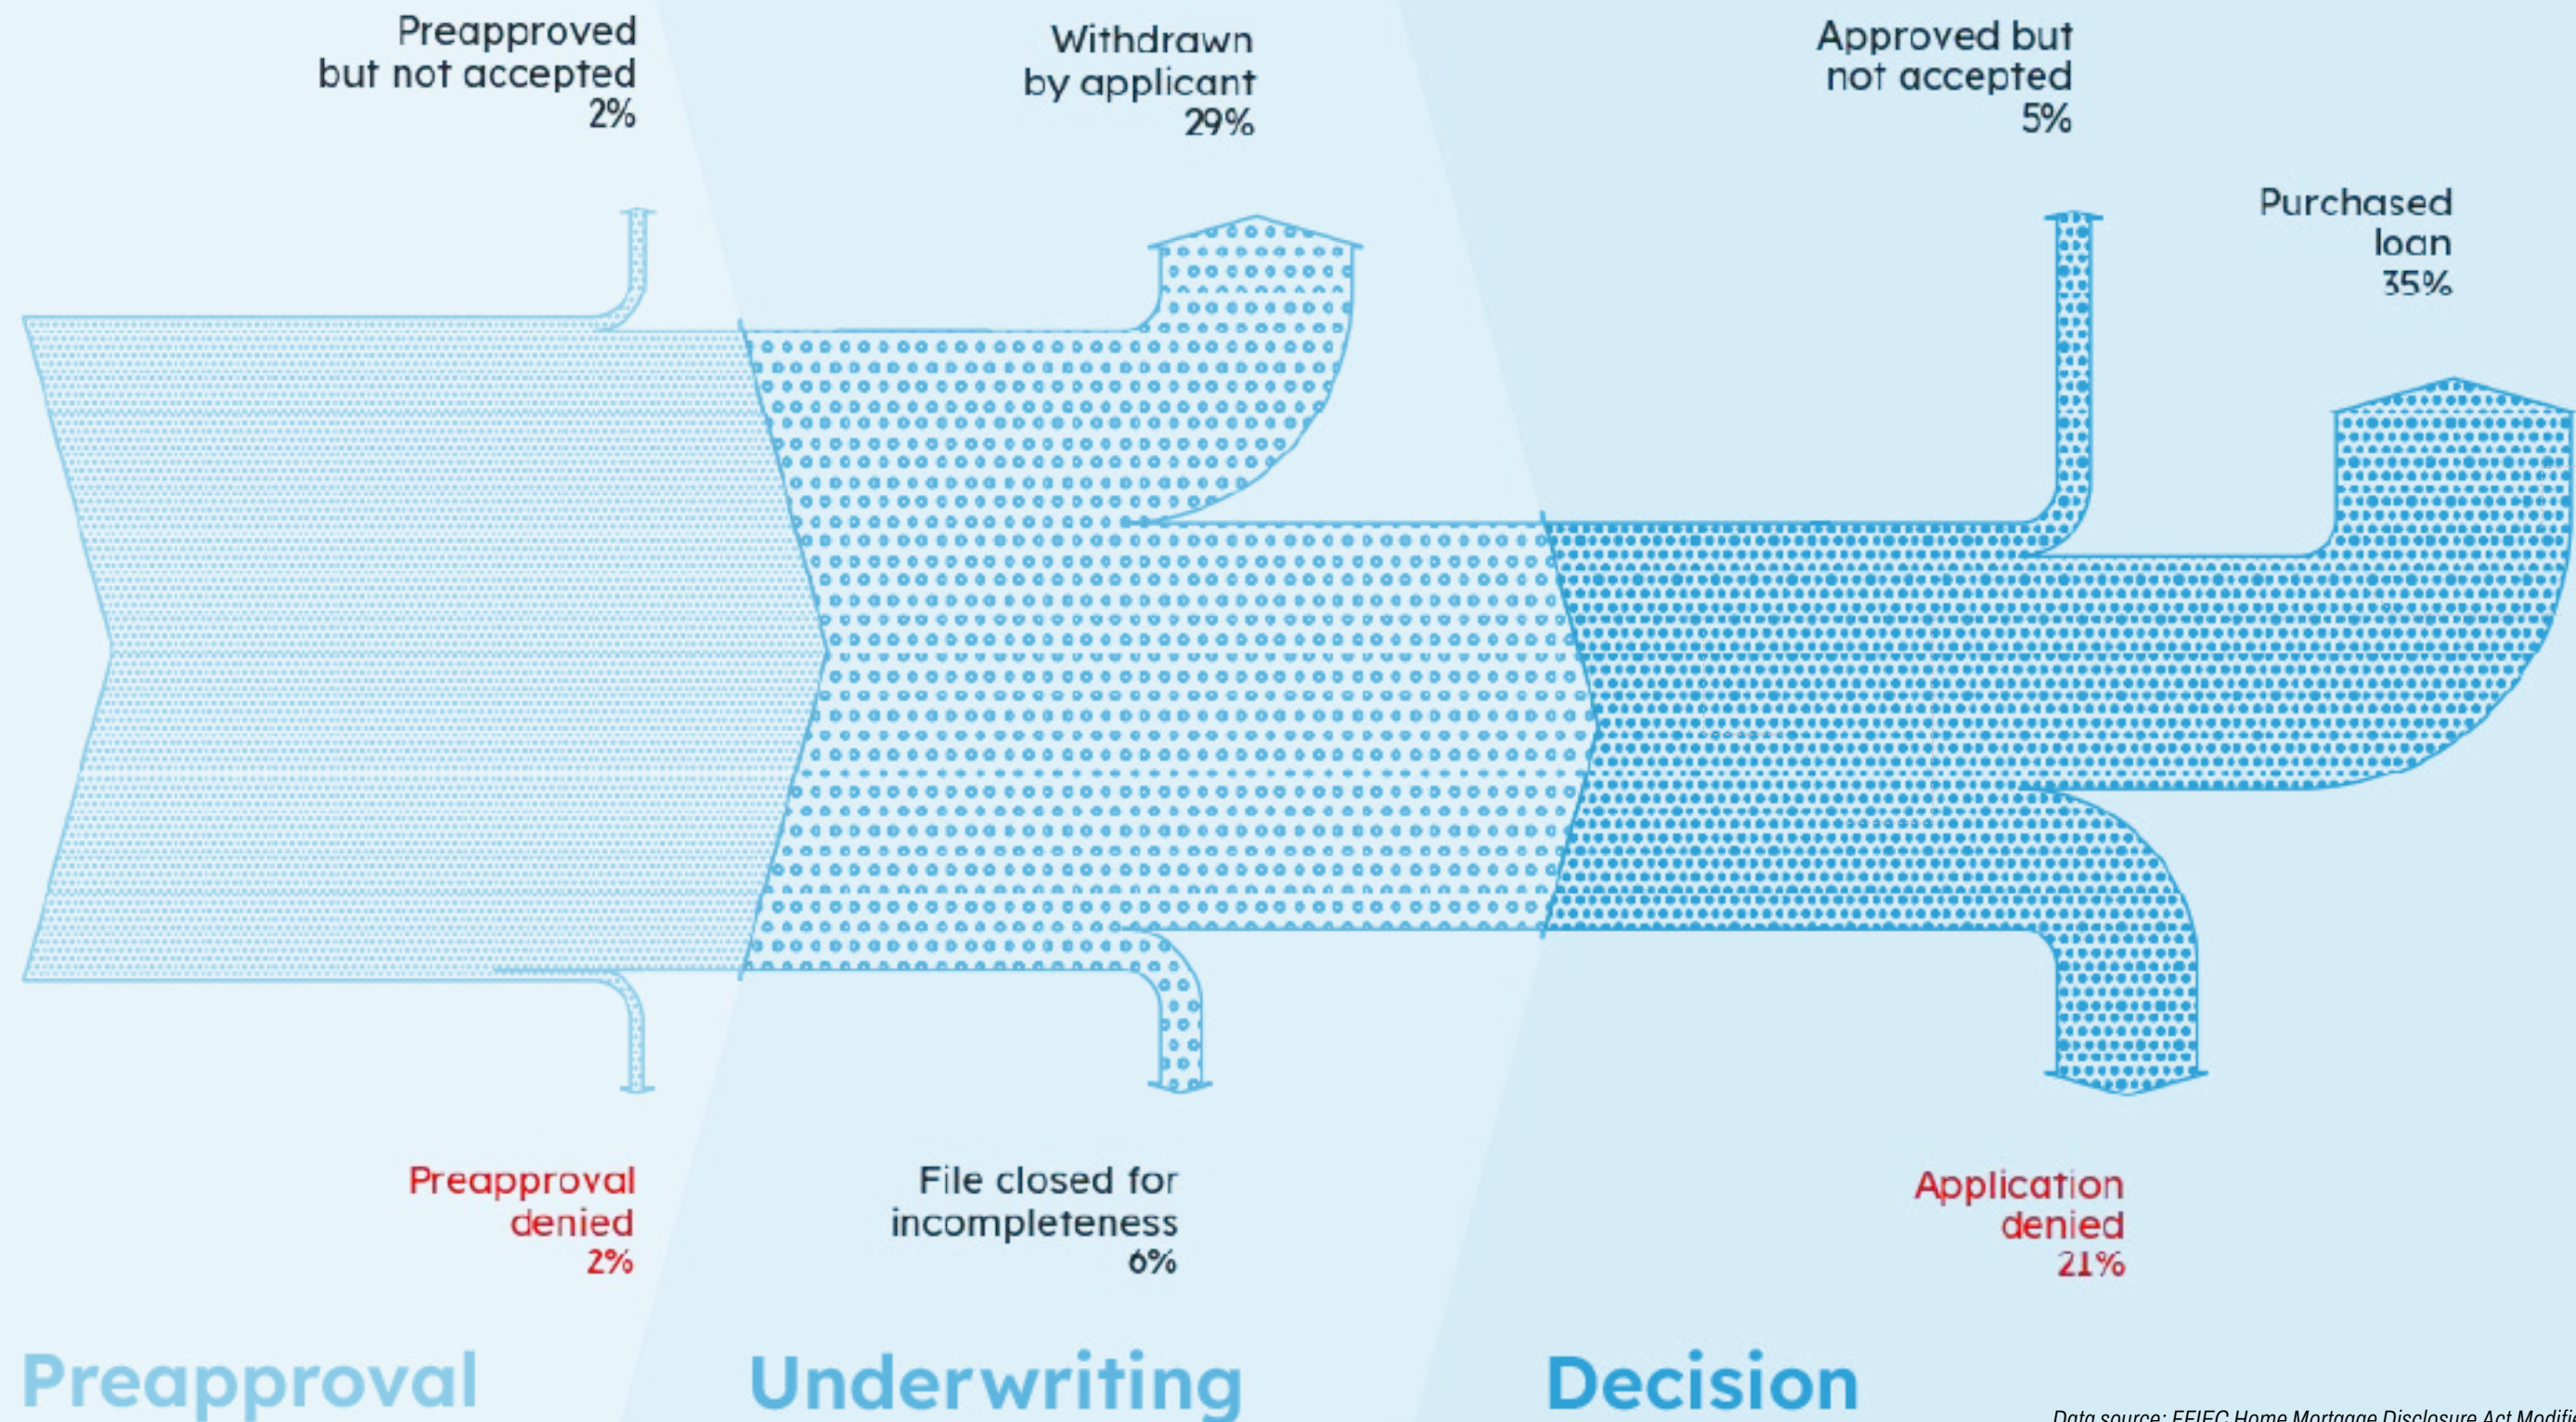 Preapproved
but not accepted
2%
Withdrawn
by applicant
29%
Approved but
not accepted
5%
Purchased
loan
35%
Preapproval
denied
2%
File closed for
incompleteness
6%
Application
denied
21%
Preapproval
Underwriting
Decision
Data source: FFIEC Home Mortgage Disclosure Act